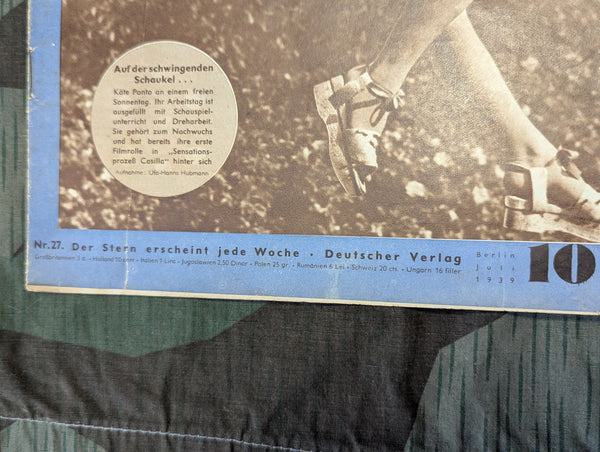 Auf der schwingenden
Schaukel...
Käte Ponto an einem freien
Sonnentag. Ihr Arbeitstag ist
ausgefüllt mit Schauspiel-
unterricht und Dreharbeit.
Sie gehört zum Nachwuchs
und hat bereits ihre erste
Filmrolle in „Sensations-
prozeß Casilla" hinter sich
Aufnahme: Ufa-Hanns Hubmann
Nr. 27. Der Stern erscheint jede Woche · Deutscher Verlag
Berlin
Juli
1939
10
Großbritannien 3 d. - Holland 10 cent - Italien 1 Lira - Jugoslawien 2,50 Dinar - Polen 25 gr. - Rumänien 6 Lei - Schweiz 20 cts. - Ungarn 16 filler